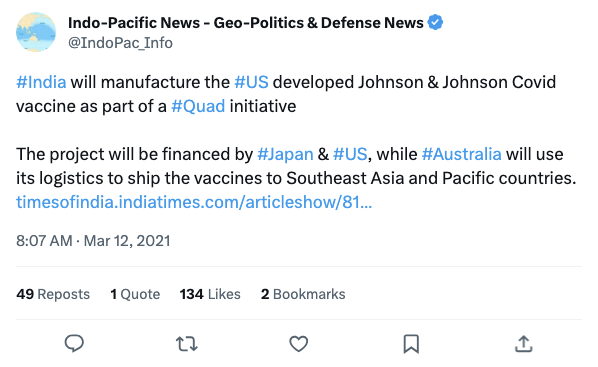 Indo-Pacific News - Geo-Politics & Defense News
@IndoPac_Info
#India will manufacture the #US developed Johnson & Johnson Covid
vaccine as part of a #Quad initiative
The project will be financed by #Japan & #US, while #Australia will use
its logistics to ship the vaccines to Southeast Asia and Pacific countries.
timesofindia.indiatimes.com/articleshow/81...
8:07 AM · Mar 12, 2021
49 Reposts 1 Quote 134 Likes 2 Bookmarks